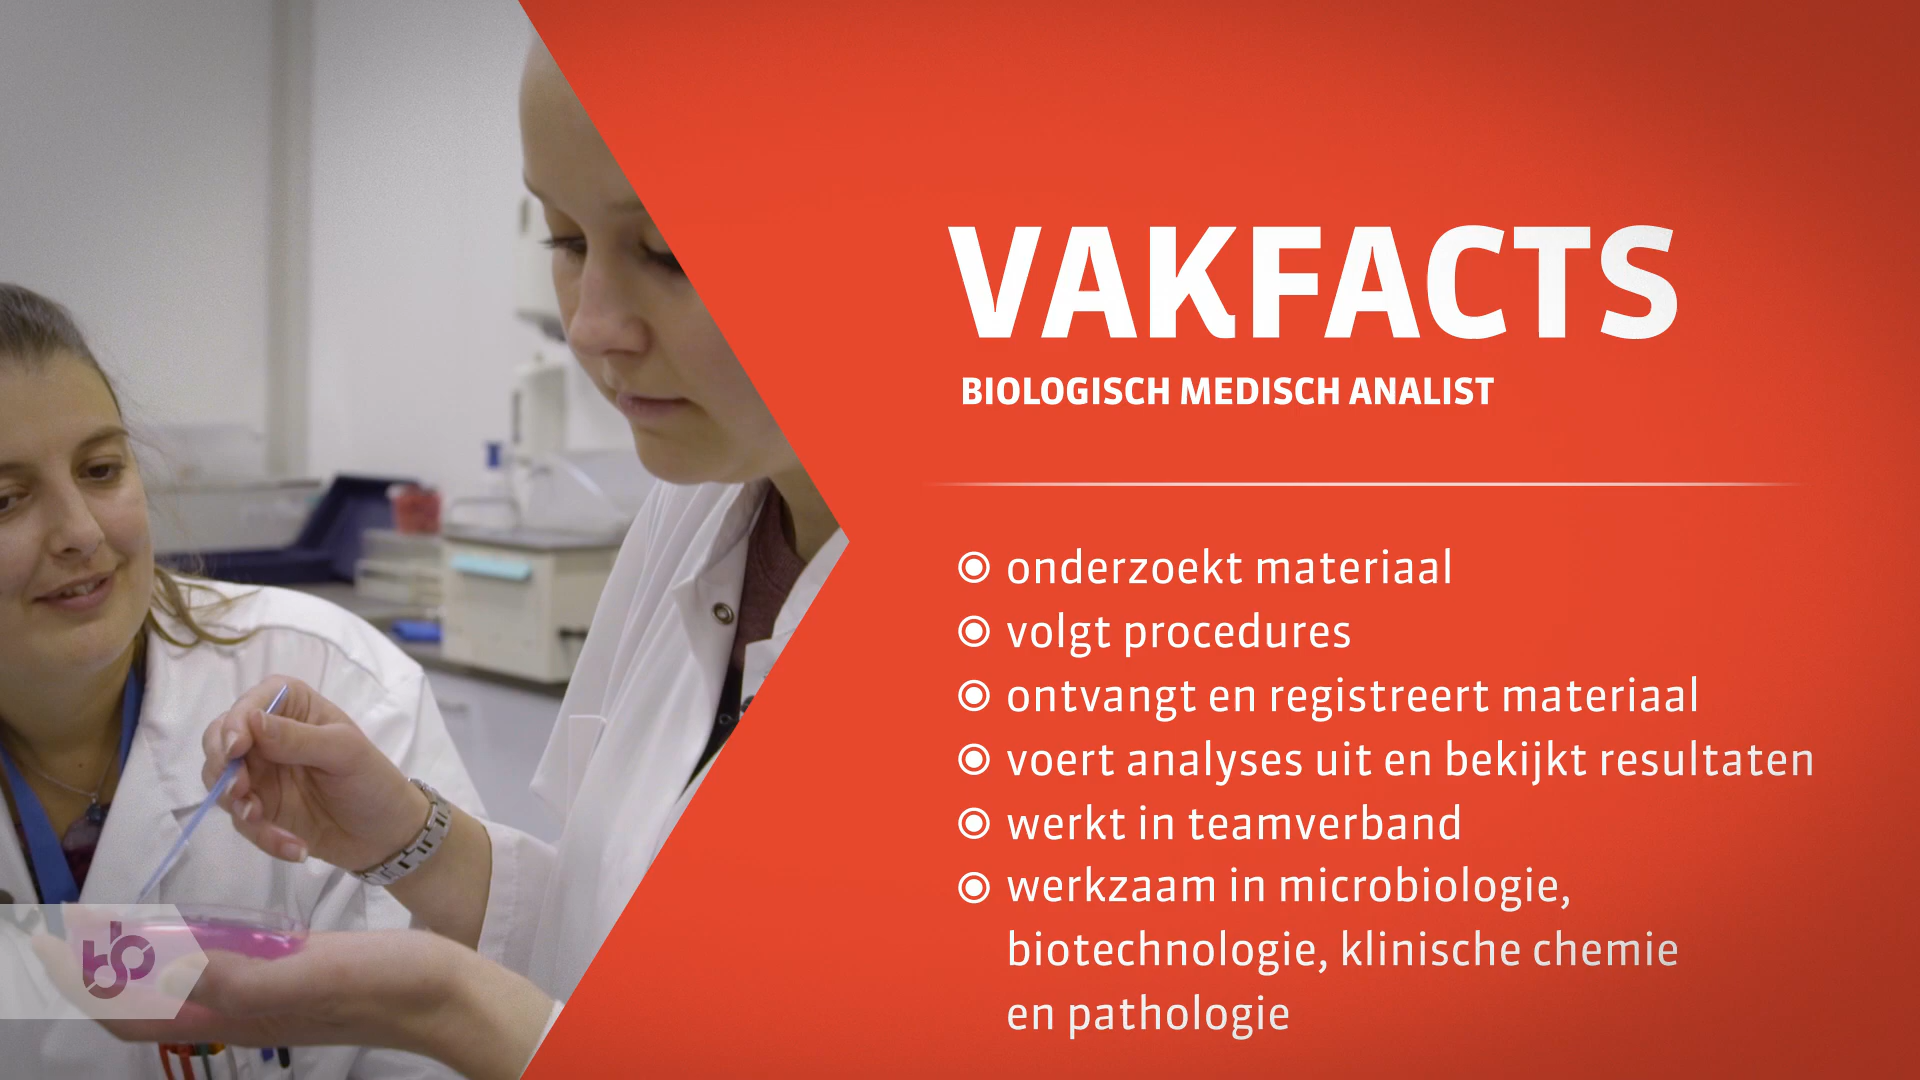 VAKFACTS
BIOLOGISCH MEDISCH ANALIST
onderzoekt materiaal
volgt procedures
ontvangt en registreert materiaal
voert analyses uit en bekijkt resultaten
werkt in teamverband
werkzaam in microbiologie,
biotechnologie, klinische chemie
en pathologie